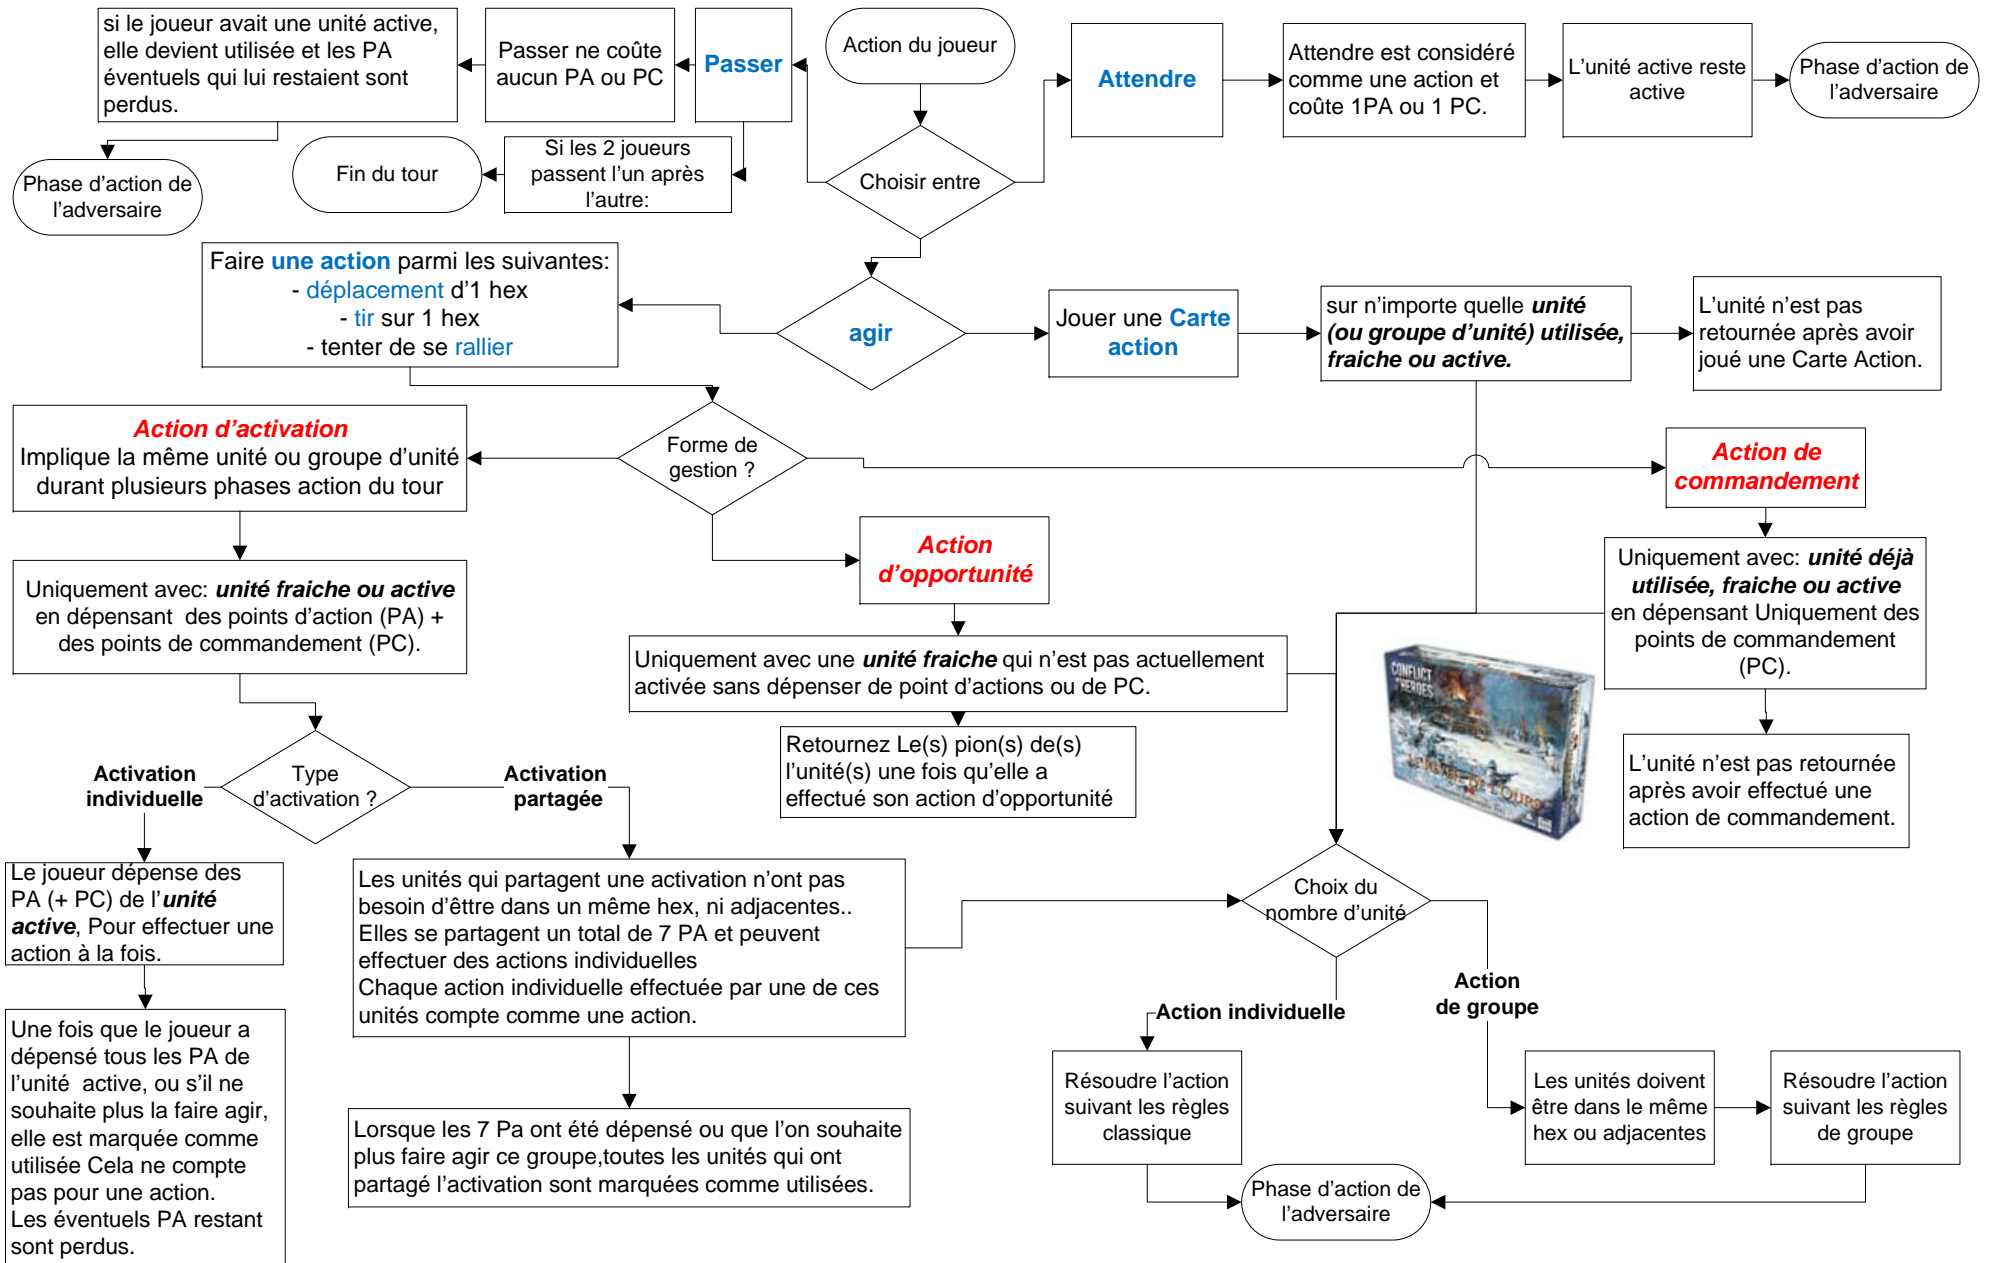 si le joueur avait une unité active,
elle devient utilisée et les PA
éventuels qui lui restaient sont
perdus.
Passer ne coûte
aucun PA ou PC
Passer
Action du joueur
Attendre
Attendre est considéré
comme une action et
coûte 1PA ou 1 PC.
L'unité active reste
active
Phase d'action de
l'adversaire
Phase d'action de
l'adversaire
Fin du tour
Si les 2 joueurs
passent l'un après
l'autre:
Choisir entre
Faire une action parmi les suivantes:
- déplacement d'1 hex
- tir sur 1 hex
- tenter de se rallier
agir
Jouer une Carte
action
sur n'importe quelle unité
(ou groupe d'unité) utilisée,
fraiche ou active.
L'unité n'est pas
retournée après avoir
joué une Carte Action.
Action d'activation
Implique la même unité ou groupe d'unité
durant plusieurs phases action du tour
Forme de
gestion ?
Action de
commandement
Action
d'opportunité
Uniquement avec: unité fraiche ou active
en dépensant des points d'action (PA) +
des points de commandement (PC).
Uniquement avec: unité déjà
utilisée, fraiche ou active
en dépensant Uniquement des
points de commandement
(PC).
Uniquement avec une unité fraiche qui n'est pas actuellement
activée sans dépenser de point d'actions ou de PC.
CONFLICT
HEROES
DE L'OURS
Retournez Le(s) pion(s) de(s)
l'unité(s) une fois qu'elle a
effectué son action d'opportunité
L'unité n'est pas retournée
après avoir effectué une
action de commandement.
Activation
individuelle
Type
d'activation ?
Activation
partagée
Le joueur dépense des
PA (+ PC) de l'unité
active, Pour effectuer une
action à la fois.
Les unités qui partagent une activation n'ont pas
besoin d'êttre dans un même hex, ni adjacentes..
Elles se partagent un total de 7 PA et peuvent
effectuer des actions individuelles
Chaque action individuelle effectuée par une de ces
unités compte comme une action.
Choix du
nombre d'unité
Action individuelle
Action
de groupe
Une fois que le joueur a
dépensé tous les PA de
l'unité active, ou s'il ne
souhaite plus la faire agir,
elle est marquée comme
utilisée Cela ne compte
pas pour une action.
Les éventuels PA restant
sont perdus.
Lorsque les 7 Pa ont été dépensé ou que l'on souhaite
plus faire agir ce groupe,toutes les unités qui ont
partagé l'activation sont marquées comme utilisées.
Résoudre l'action
suivant les règles
classique
Les unités doivent
être dans le même
hex ou adjacentes
Résoudre l'action
suivant les règles
de groupe
Phase d'action de
l'adversaire